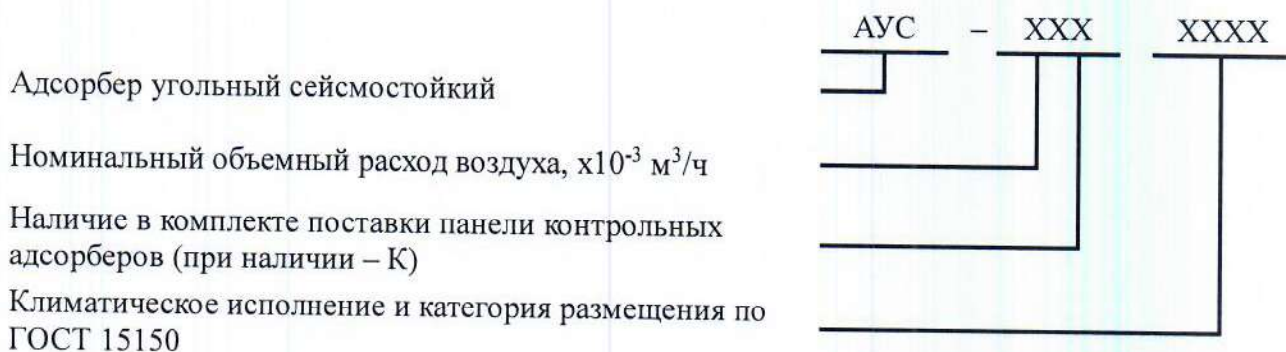 АУС – ХХХ ХХХХ
Адсорбер угольный сейсмостойкий
Номинальный объемный расход воздуха, х10⁻³ м³/ч
Наличие в комплекте поставки панели контрольных
адсорберов (при наличии – К)
Климатическое исполнение и категория размещения по
ГОСТ 15150